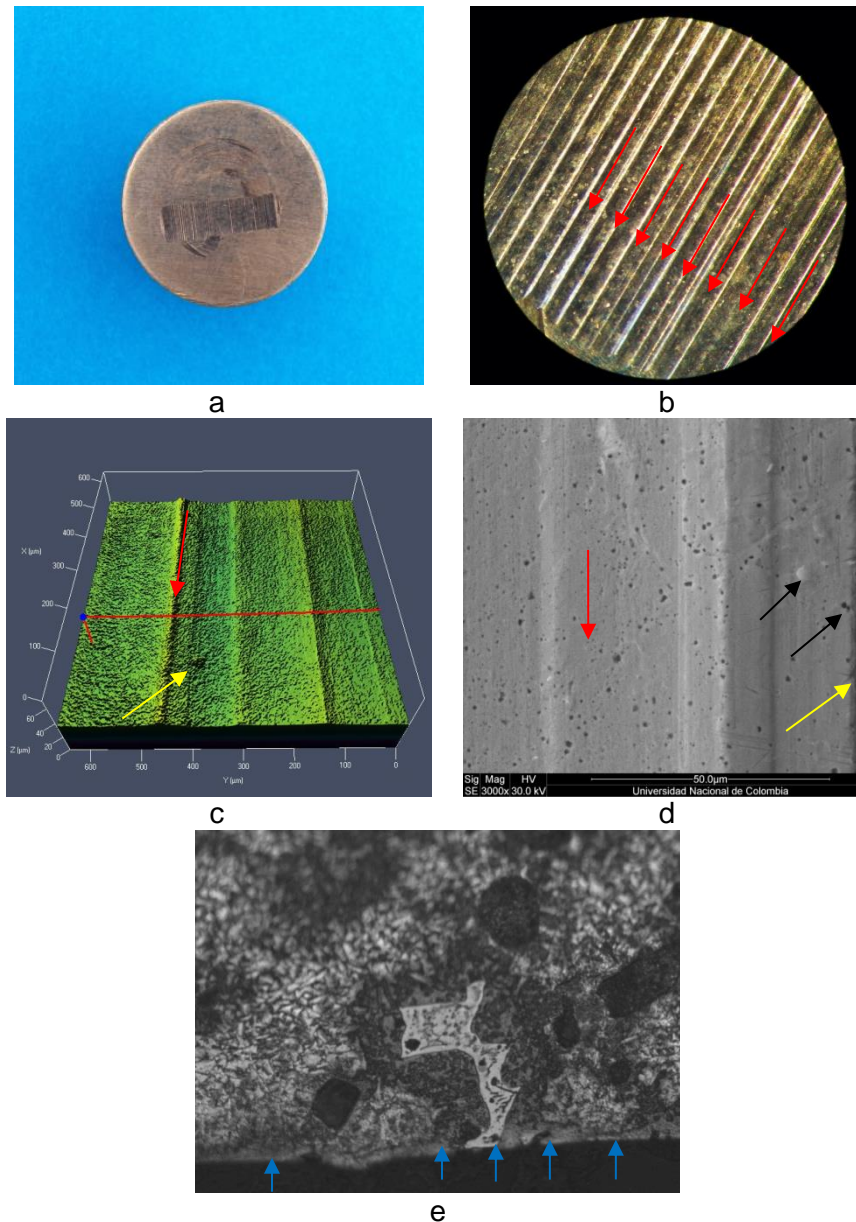 a
b
600
500
400
300
200
100
0
X (µm)
60
40
20
0
Z (µm)
600
500
400
300
200
100
0
Y (µm)
c
Sig Mag HV
50.0µm
SE 3000x 30.0 kV
Universidad Nacional de Colombia
d
e